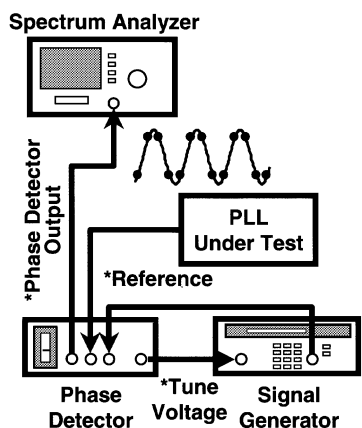 Spectrum Analyzer
*Phase Detector
Output
PLL
Under Test
*Reference
*Tune
Voltage
Phase
Detector
Signal
Generator